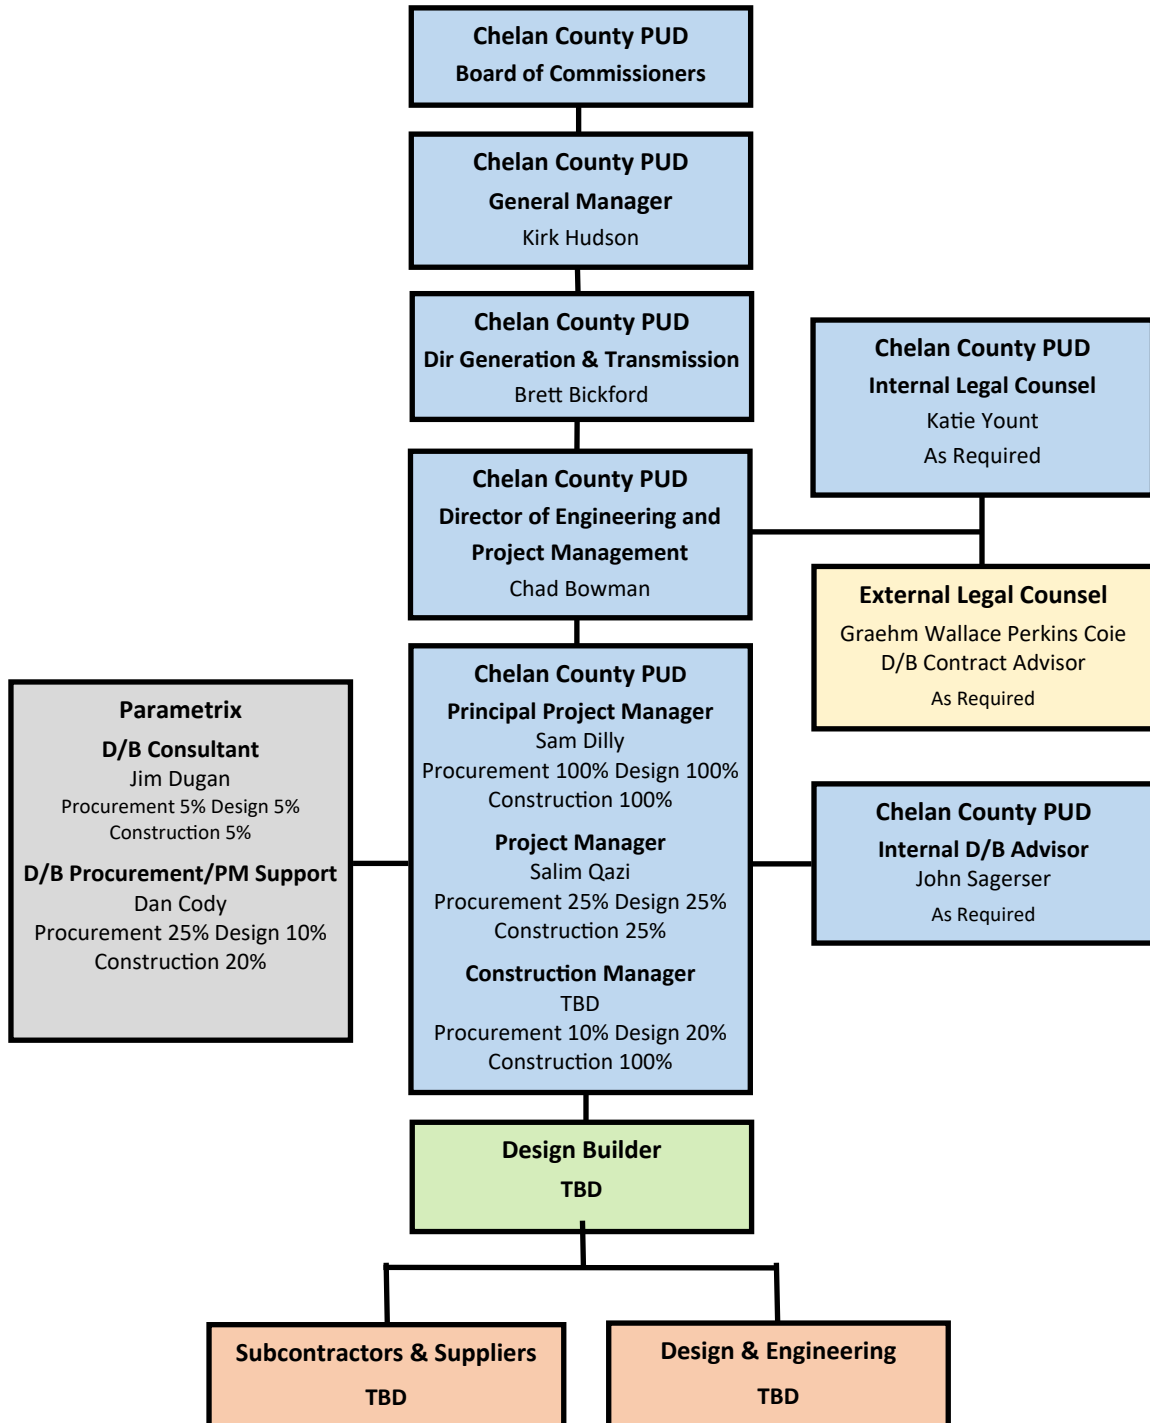 Chelan County PUD
Board of Commissioners
Chelan County PUD
General Manager
Kirk Hudson
Chelan County PUD
Dir Generation & Transmission
Brett Bickford
Chelan County PUD
Internal Legal Counsel
Katie Yount
As Required
Chelan County PUD
Director of Engineering and
Project Management
Chad Bowman
External Legal Counsel
Graehm Wallace Perkins Coie
D/B Contract Advisor
As Required
Parametrix
D/B Consultant
Jim Dugan
Procurement 5% Design 5%
Construction 5%
D/B Procurement/PM Support
Dan Cody
Procurement 25% Design 10%
Construction 20%
Chelan County PUD
Principal Project Manager
Sam Dilly
Procurement 100% Design 100%
Construction 100%
Project Manager
Salim Qazi
Procurement 25% Design 25%
Construction 25%
Construction Manager
TBD
Procurement 10% Design 20%
Construction 100%
Chelan County PUD
Internal D/B Advisor
John Sagerser
As Required
Design Builder
TBD
Subcontractors & Suppliers
TBD
Design & Engineering
TBD